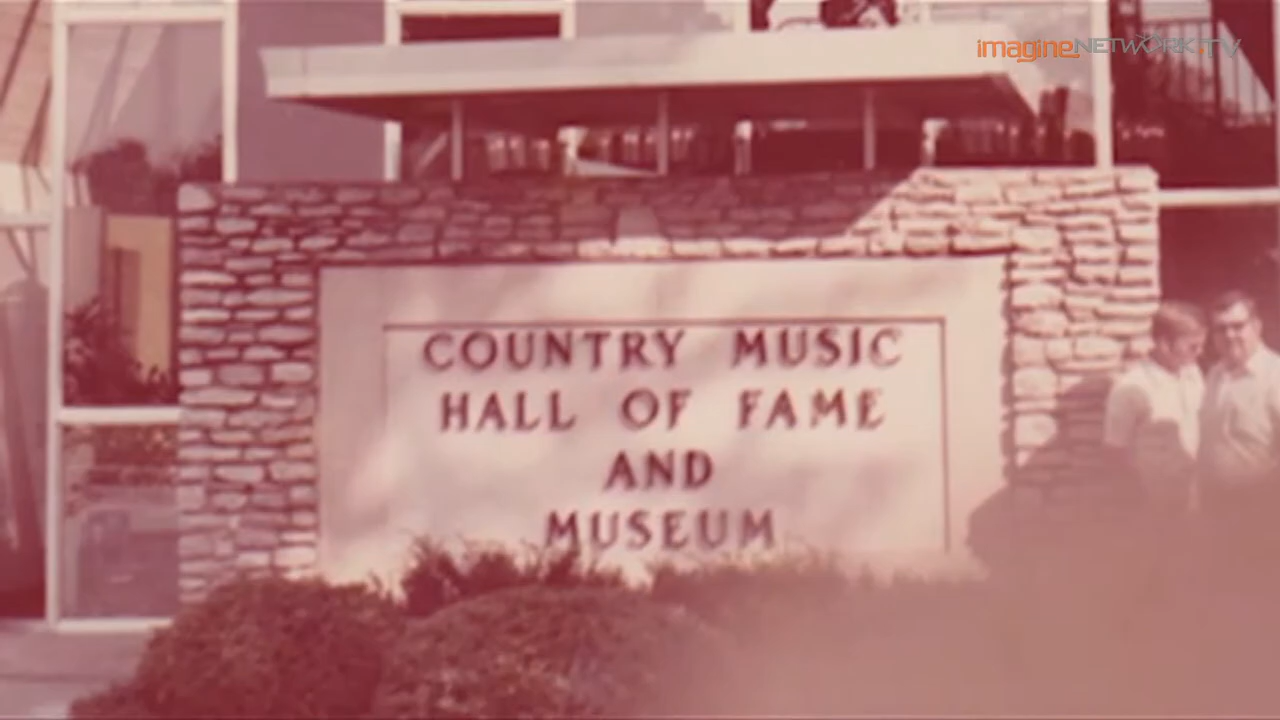 imagineNETWORK.TV
COUNTRY MUSIC
HALL OF FAME
AND
MUSEUM